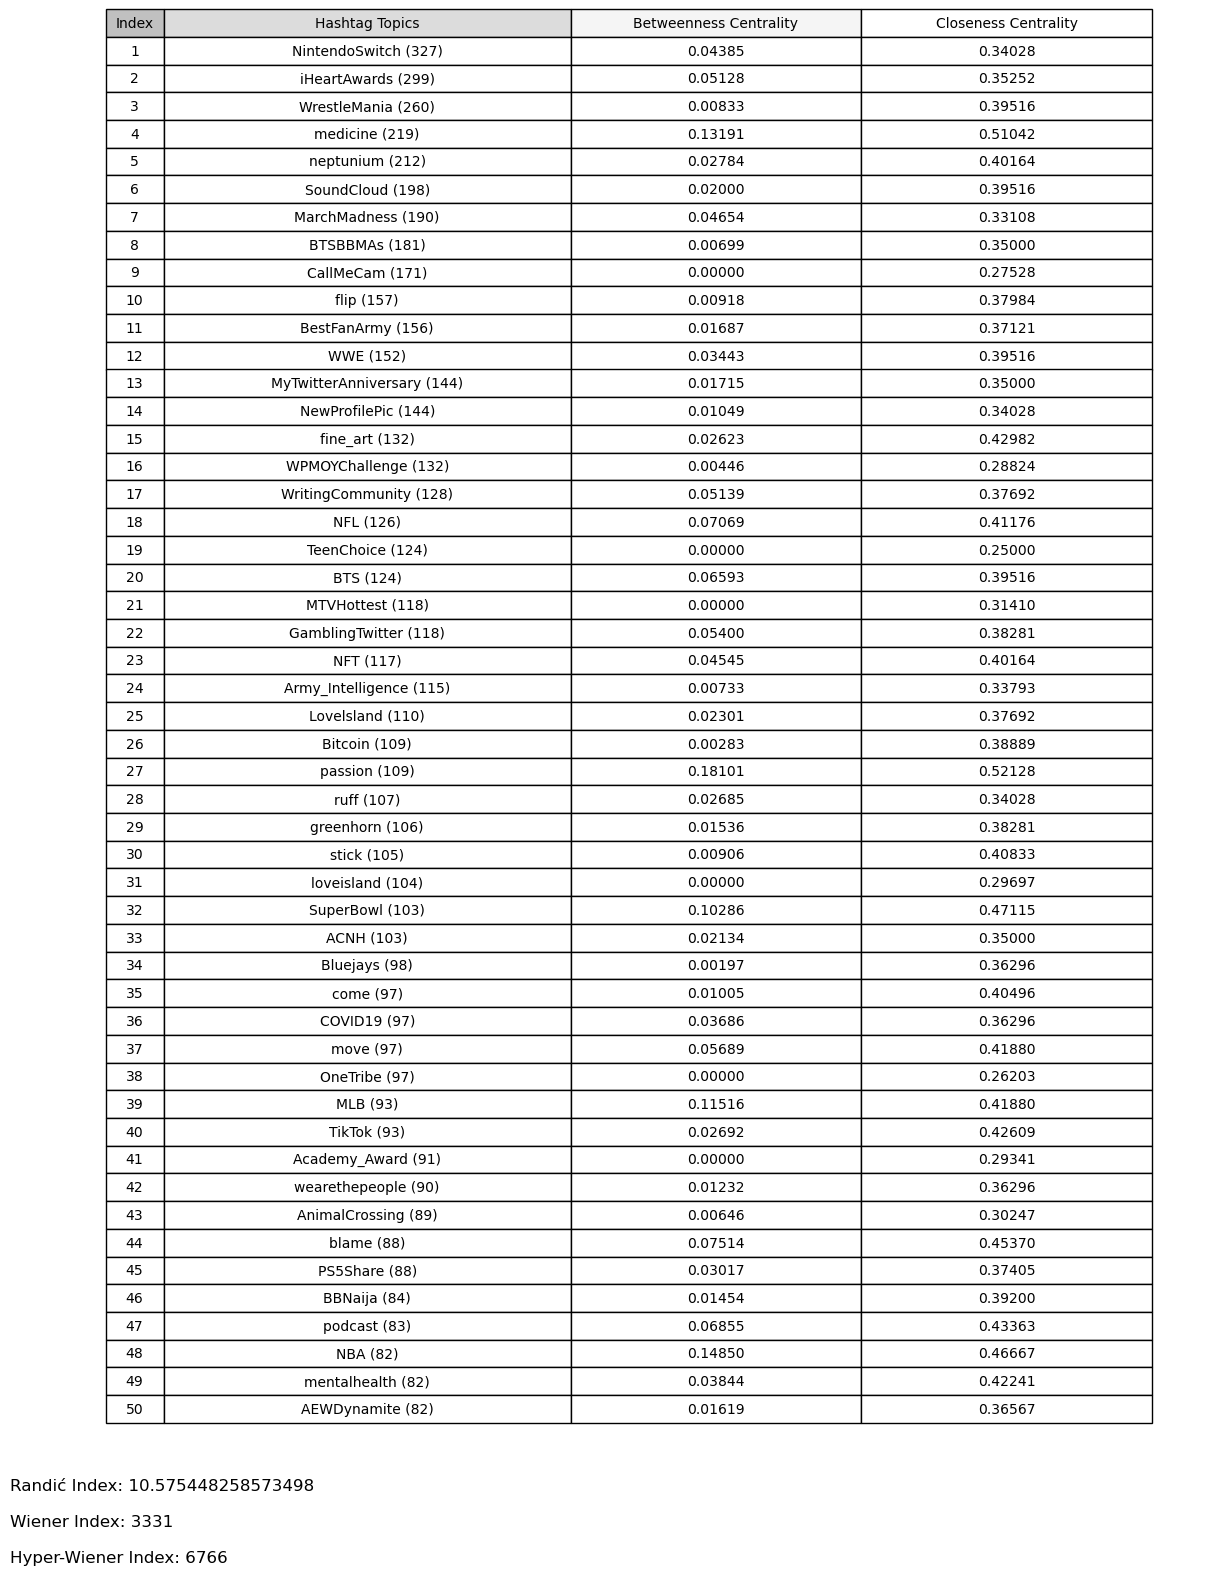 Index Hashtag Topics Betweenness Centrality Closeness Centrality
1 NintendoSwitch (327) 0.04385 0.34028
2 iHeartAwards (299) 0.05128 0.35252
3 WrestleMania (260) 0.00833 0.39516
4 medicine (219) 0.13191 0.51042
5 neptunium (212) 0.02784 0.40164
6 SoundCloud (198) 0.02000 0.39516
7 MarchMadness (190) 0.04654 0.33108
8 BTSBBMAs (181) 0.00699 0.35000
9 CallMeCam (171) 0.00000 0.27528
10 flip (157) 0.00918 0.37984
11 BestFanArmy (156) 0.01687 0.37121
12 WWE (152) 0.03443 0.39516
13 MyTwitterAnniversary (144) 0.01715 0.35000
14 NewProfilePic (144) 0.01049 0.34028
15 fine_art (132) 0.02623 0.42982
16 WPMOYChallenge (132) 0.00446 0.28824
17 WritingCommunity (128) 0.05139 0.37692
18 NFL (126) 0.07069 0.41176
19 TeenChoice (124) 0.00000 0.25000
20 BTS (124) 0.06593 0.39516
21 MTVHottest (118) 0.00000 0.31410
22 GamblingTwitter (118) 0.05400 0.38281
23 NFT (117) 0.04545 0.40164
24 Army_Intelligence (115) 0.00733 0.33793
25 LoveIsland (110) 0.02301 0.37692
26 Bitcoin (109) 0.00283 0.38889
27 passion (109) 0.18101 0.52128
28 ruff (107) 0.02685 0.34028
29 greenhorn (106) 0.01536 0.38281
30 stick (105) 0.00906 0.40833
31 loveisland (104) 0.00000 0.29697
32 SuperBowl (103) 0.10286 0.47115
33 ACNH (103) 0.02134 0.35000
34 Bluejays (98) 0.00197 0.36296
35 come (97) 0.01005 0.40496
36 COVID19 (97) 0.03686 0.36296
37 move (97) 0.05689 0.41880
38 OneTribe (97) 0.00000 0.26203
39 MLB (93) 0.11516 0.41880
40 TikTok (93) 0.02692 0.42609
41 Academy_Award (91) 0.00000 0.29341
42 wearethepeople (90) 0.01232 0.36296
43 AnimalCrossing (89) 0.00646 0.30247
44 blame (88) 0.07514 0.45370
45 PS5Share (88) 0.03017 0.37405
46 BBNaija (84) 0.01454 0.39200
47 podcast (83) 0.06855 0.43363
48 NBA (82) 0.14850 0.46667
49 mentalhealth (82) 0.03844 0.42241
50 AEWDynamite (82) 0.01619 0.36567
Randić Index: 10.575448258573498
Wiener Index: 3331
Hyper-Wiener Index: 6766